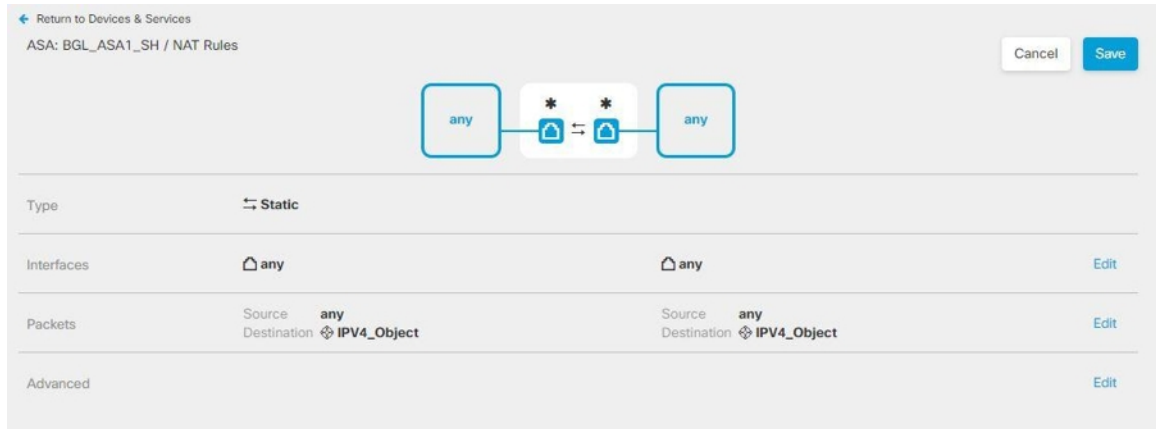 Return to Devices & Services
ASA: BGL_ASA1_SH / NAT Rules
Cancel Save
any * * any
Type Static
Interfaces any any Edit
Packets Source any Source any Edit
Destination IPV4_Object Destination IPV4_Object
Advanced Edit